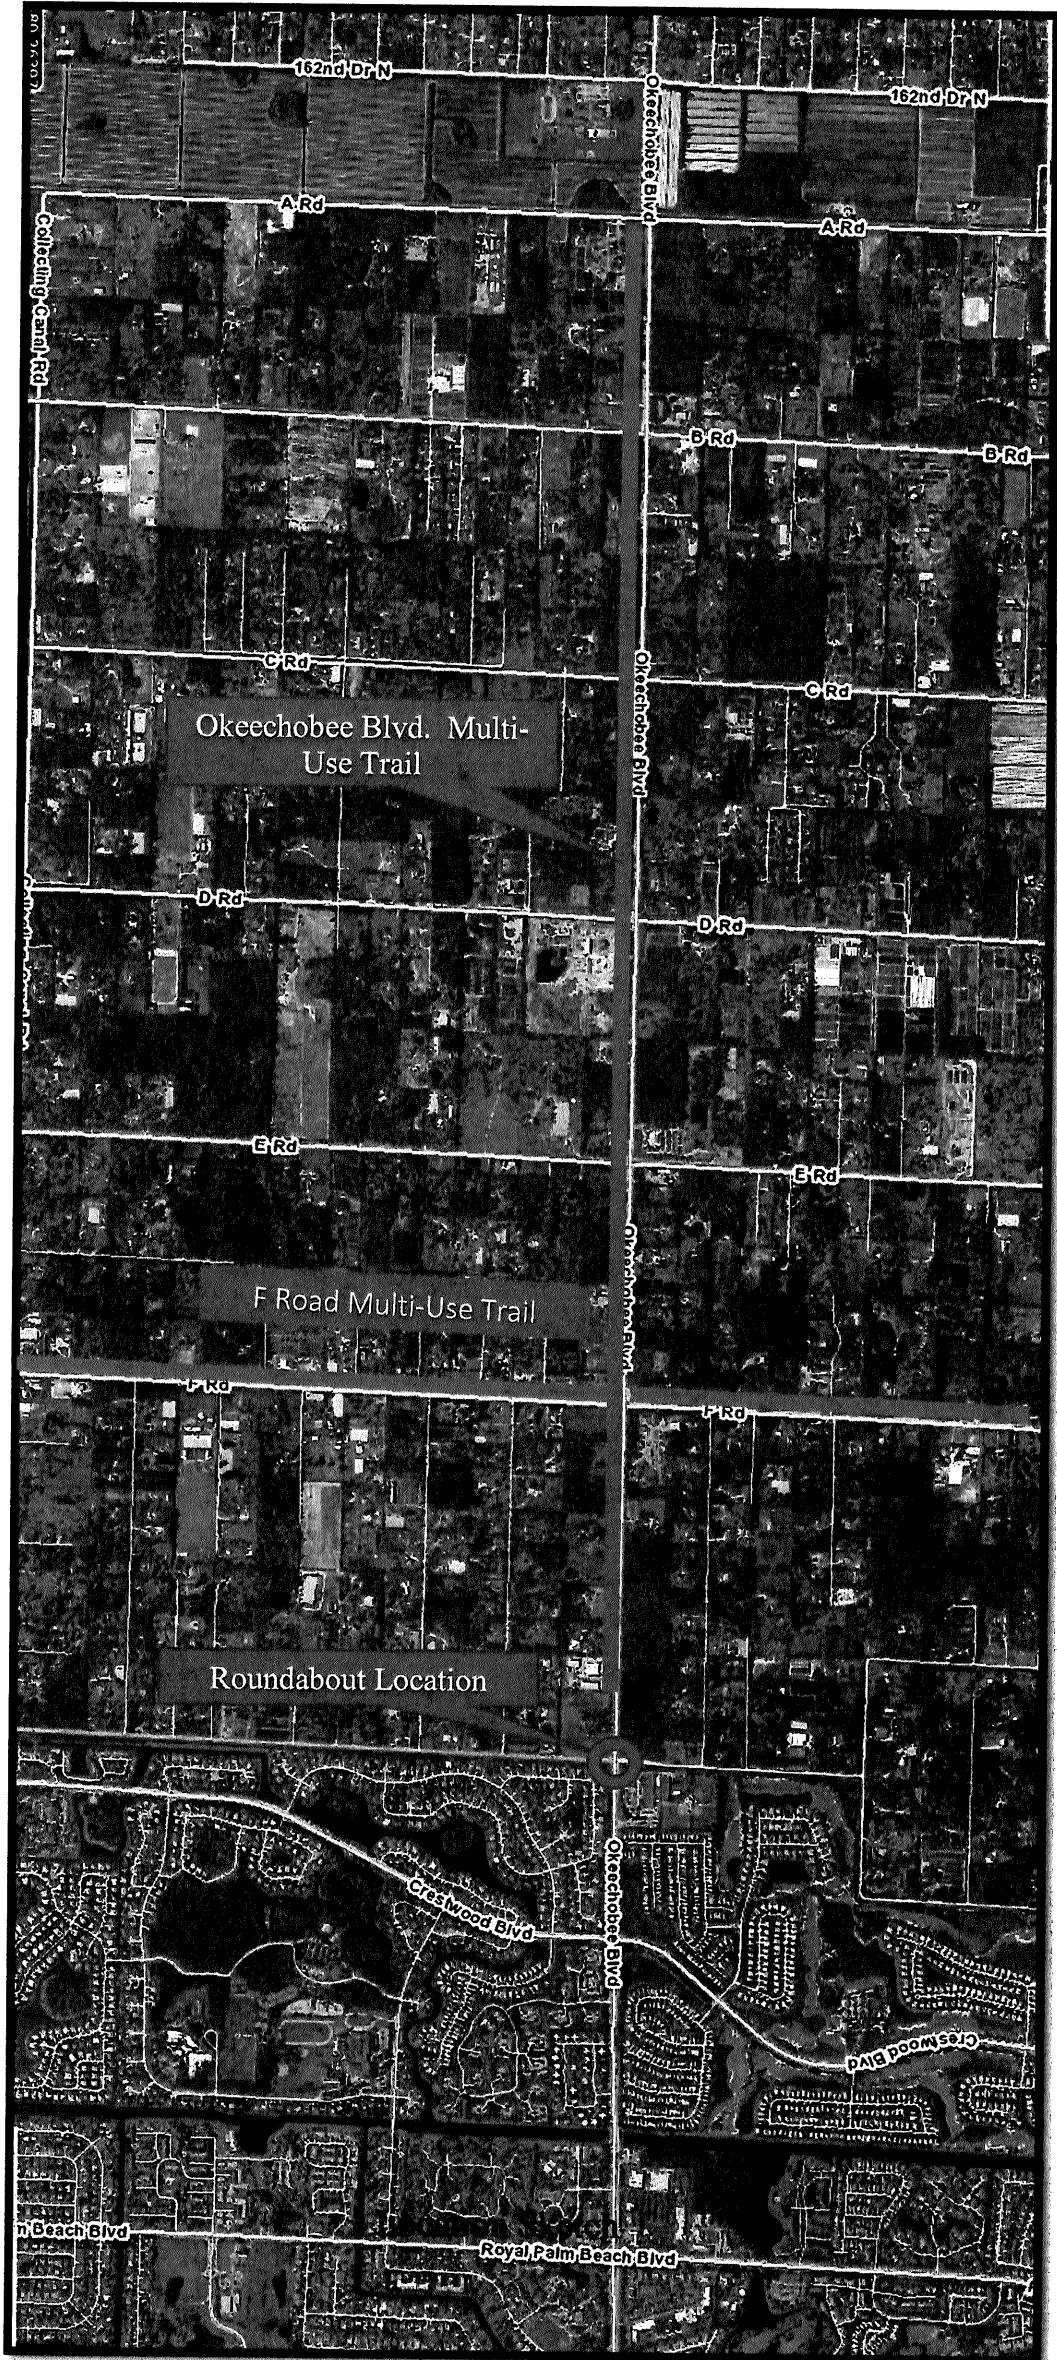 162nd Dr N
162nd Dr N
Okeechobee Blvd
A Rd
A Rd
Collecting Canal Rd
B Rd
B Rd
C Rd
C Rd
Okeechobee Blvd
Okeechobee Blvd. Multi-
Use Trail
D Rd
D Rd
E Rd
E Rd
Okeechobee Blvd
F Road Multi-Use Trail
F Rd
F Rd
Roundabout Location
Okeechobee Blvd
Crestwood Blvd
Crestwood Blvd
n Beach Blvd
Royal Palm Beach Blvd